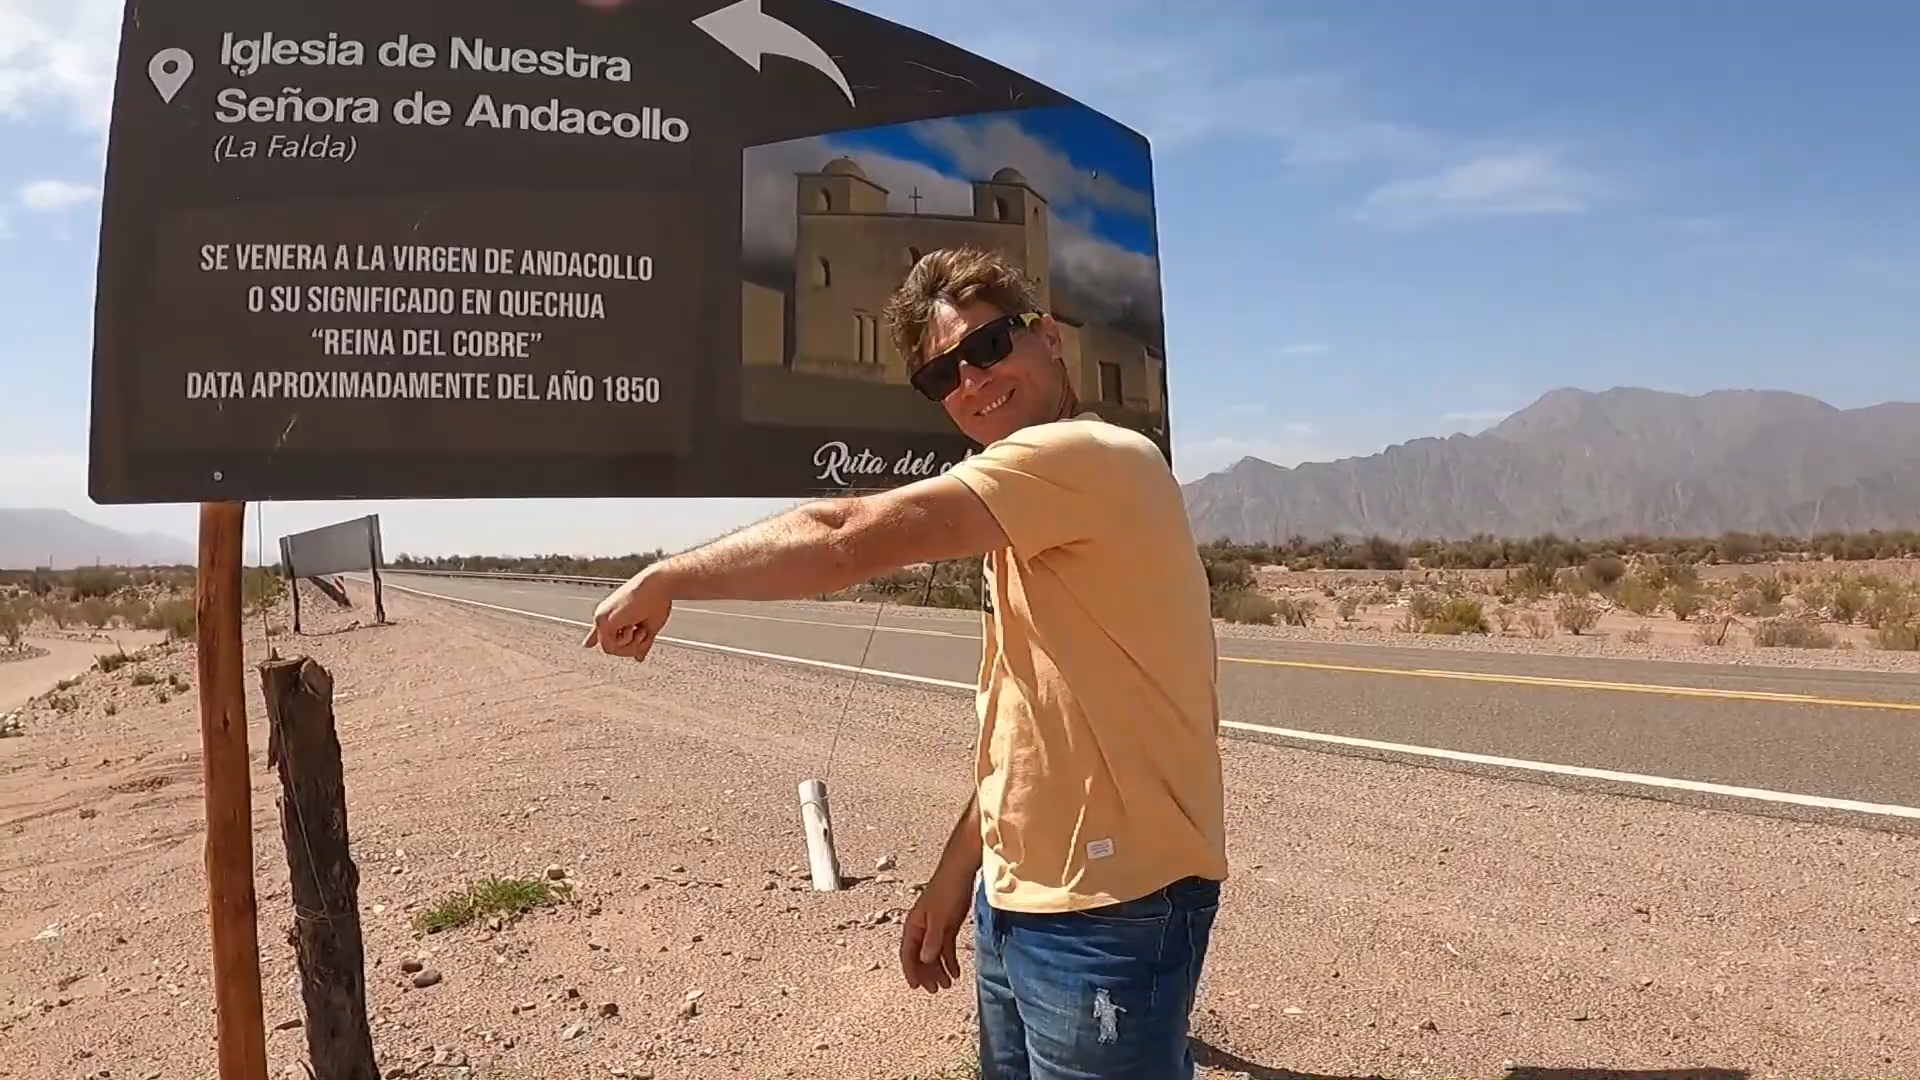 Iglesia de Nuestra
Señora de Andacollo
(La Falda)
SE VENERA A LA VIRGEN DE ANDACOLLO
O SU SIGNIFICADO EN QUECHUA
“REINA DEL COBRE”
DATA APROXIMADAMENTE DEL AÑO 1850
Ruta del